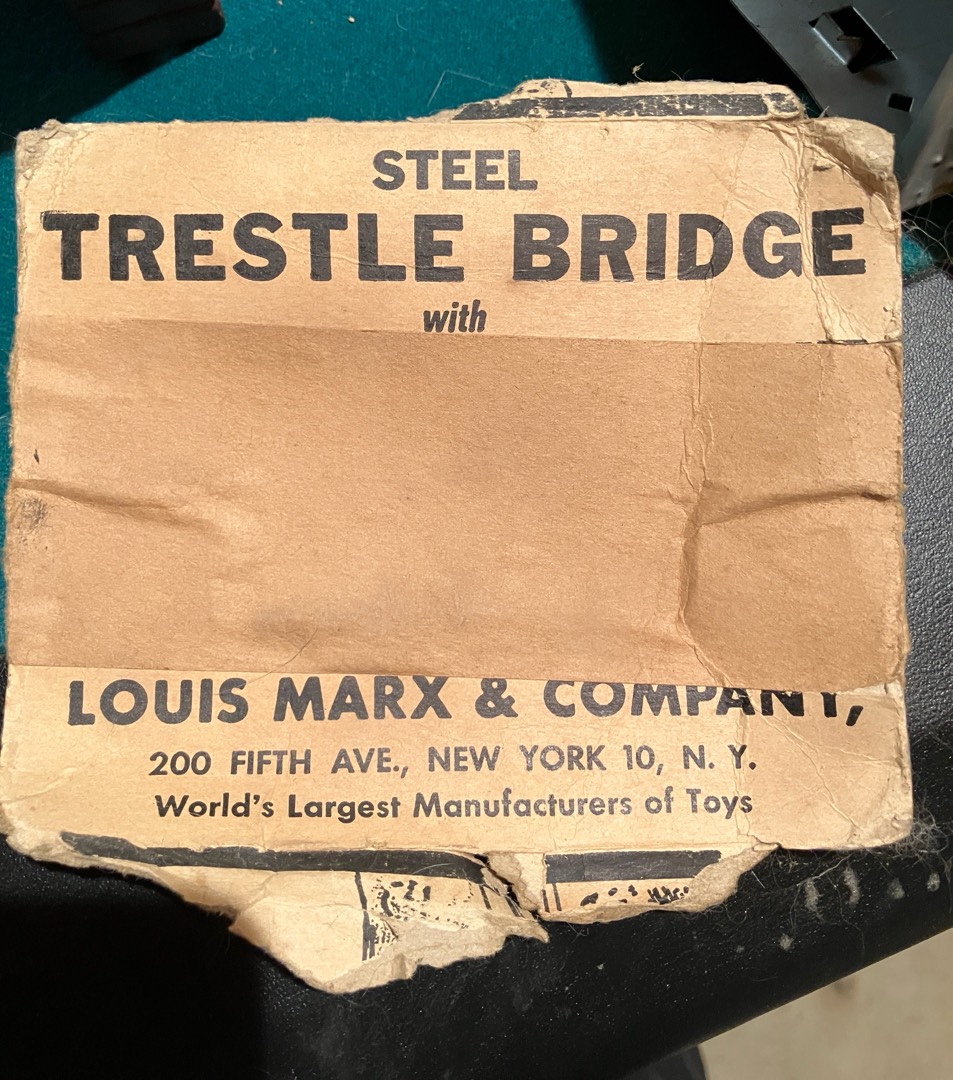 STEEL
TRESTLE BRIDGE
with
LOUIS MARX & COMPANY,
200 FIFTH AVE., NEW YORK 10, N. Y.
World's Largest Manufacturers of Toys